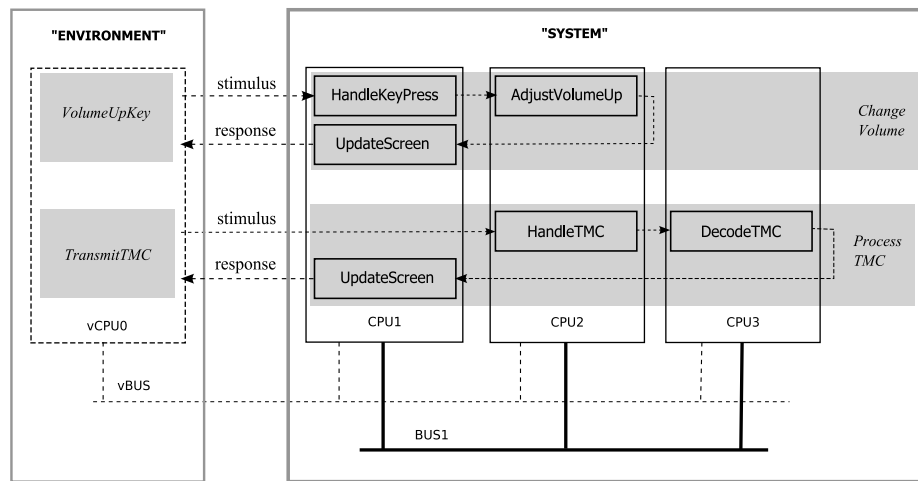 "ENVIRONMENT"
"SYSTEM"
VolumeUpKey
stimulus
HandleKeyPress
AdjustVolumeUp
Change
Volume
response
UpdateScreen
TransmitTMC
stimulus
HandleTMC
DecodeTMC
Process
TMC
response
UpdateScreen
vCPU0
CPU1
CPU2
CPU3
vBUS
BUS1